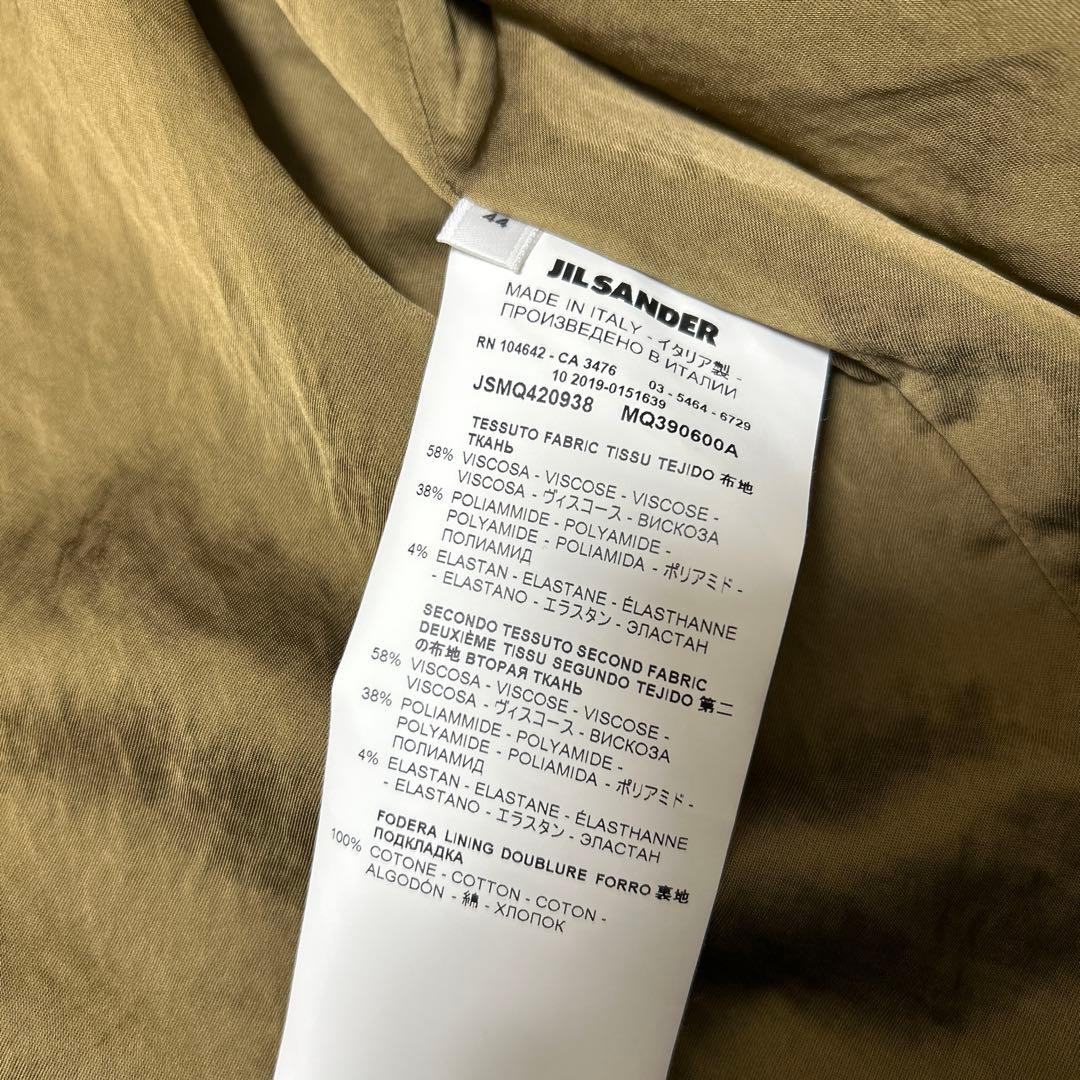 44
JIL SANDER
MADE IN ITALY - イタリア製 -
ПРОИЗВЕДЕНО В ИТАЛИИ
RN 104642 - CA 3476 03 - 5464 - 6729
10 2019-0151639
JSMQ420938 MQ390600A
TESSUTO FABRIC TISSU TEJIDO 布地
ТКАНЬ
58% VISCOSA - VISCOSE - VISCOSE -
VISCOSA - ヴィスコース - ВИСКОЗА
38% POLIAMMIDE - POLYAMIDE -
POLYAMIDE - POLIAMIDA - ポリアミド -
ПОЛИАМИД
4% ELASTAN - ELASTANE - ÉLASTHANNE
- ELASTANO - エラスタン - ЭЛАСТАН
SECONDO TESSUTO SECOND FABRIC
DEUXIÈME TISSU SEGUNDO TEJIDO 第二
の布地 ВТОРАЯ ТКАНЬ
58% VISCOSA - VISCOSE - VISCOSE -
VISCOSA - ヴィスコース - ВИСКОЗА
38% POLIAMMIDE - POLYAMIDE -
POLYAMIDE - POLIAMIDA - ポリアミド -
ПОЛИАМИД
4% ELASTAN - ELASTANE - ÉLASTHANNE
- ELASTANO - エラスタン - ЭЛАСТАН
FODERA LINING DOUBLURE FORRO 裏地
ПОДКЛАДКА
100% COTONE - COTTON - COTON -
ALGODÓN - 綿 - ХЛОПОК